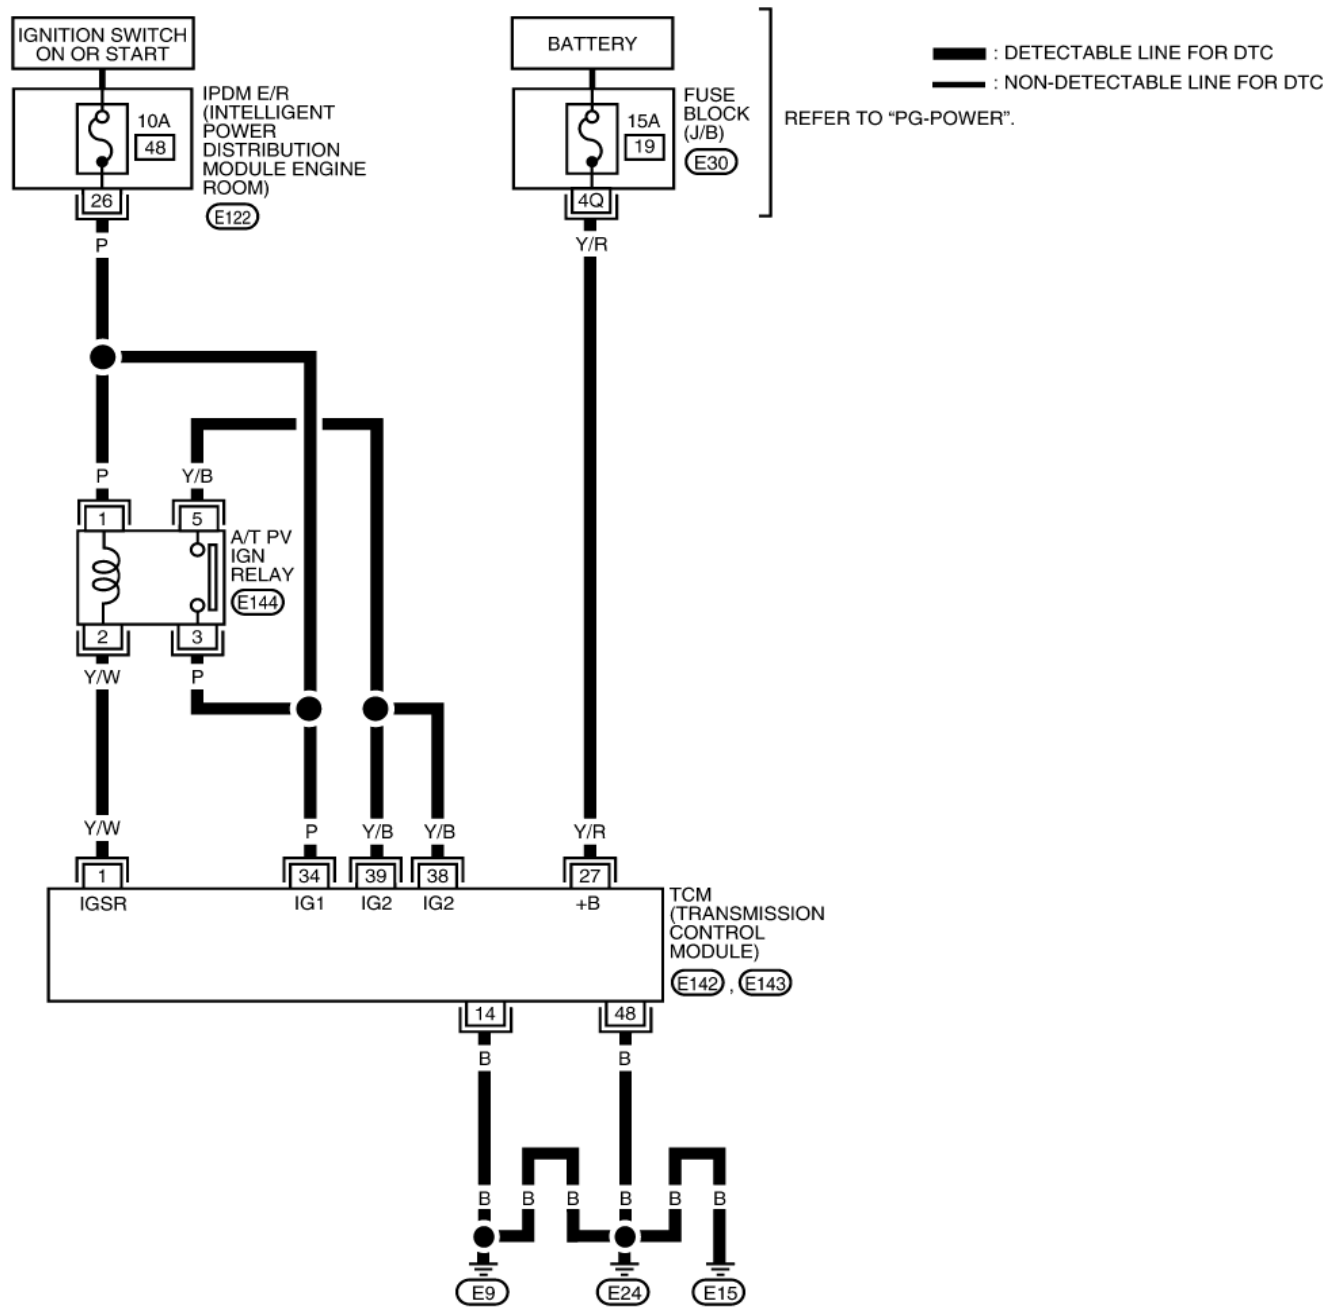 IGNITION SWITCH
ON OR START
BATTERY
: DETECTABLE LINE FOR DTC
: NON-DETECTABLE LINE FOR DTC
IPDM E/R
(INTELLIGENT
POWER
DISTRIBUTION
MODULE ENGINE
ROOM)
E122
10A
48
26
FUSE
BLOCK
(J/B)
E30
15A
19
4Q
REFER TO “PG-POWER”.
P
Y/R
P
Y/B
1
5
A/T PV
IGN
RELAY
E144
2
3
Y/W
P
Y/W
P
Y/B
Y/B
Y/R
1
34
39
38
27
IGSR
IG1
IG2
IG2
+B
TCM
(TRANSMISSION
CONTROL
MODULE)
E142 , E143
14
48
B
B
B
B
B
B
B
B
E9
E24
E15